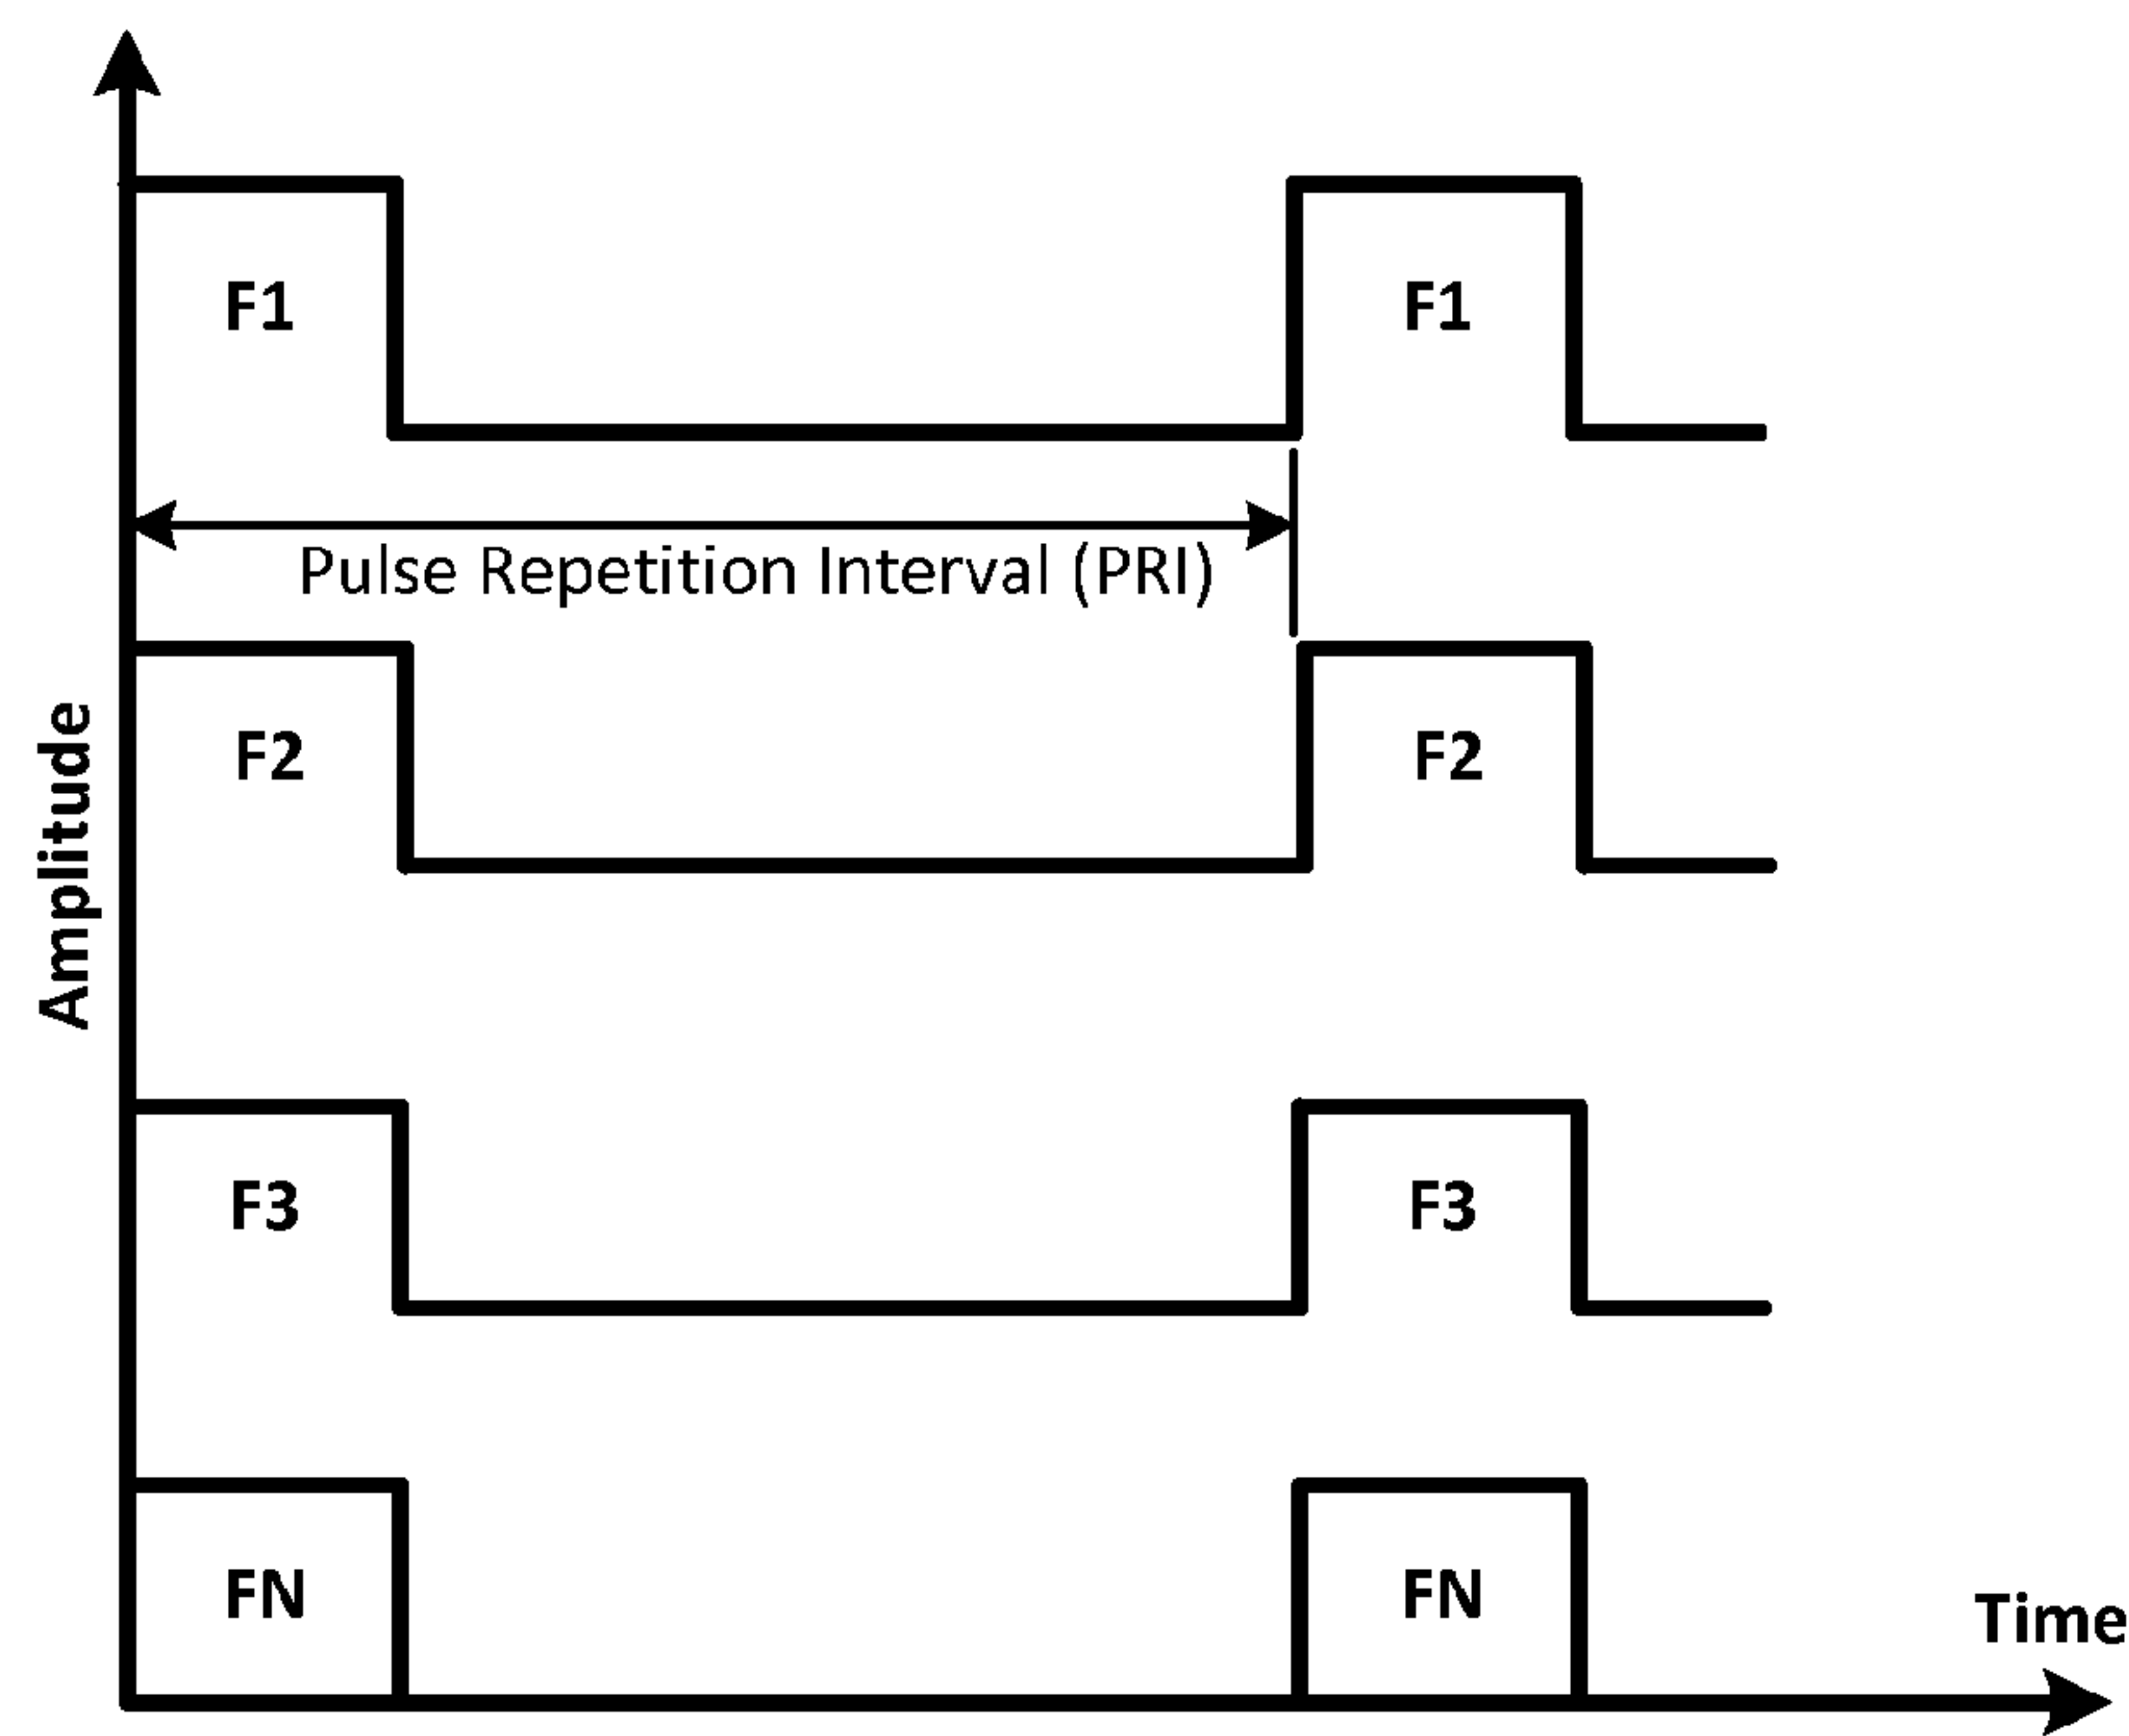 F1
F1
Pulse Repetition Interval (PRI)
F2
F2
Amplitude
F3
F3
FN
FN
Time